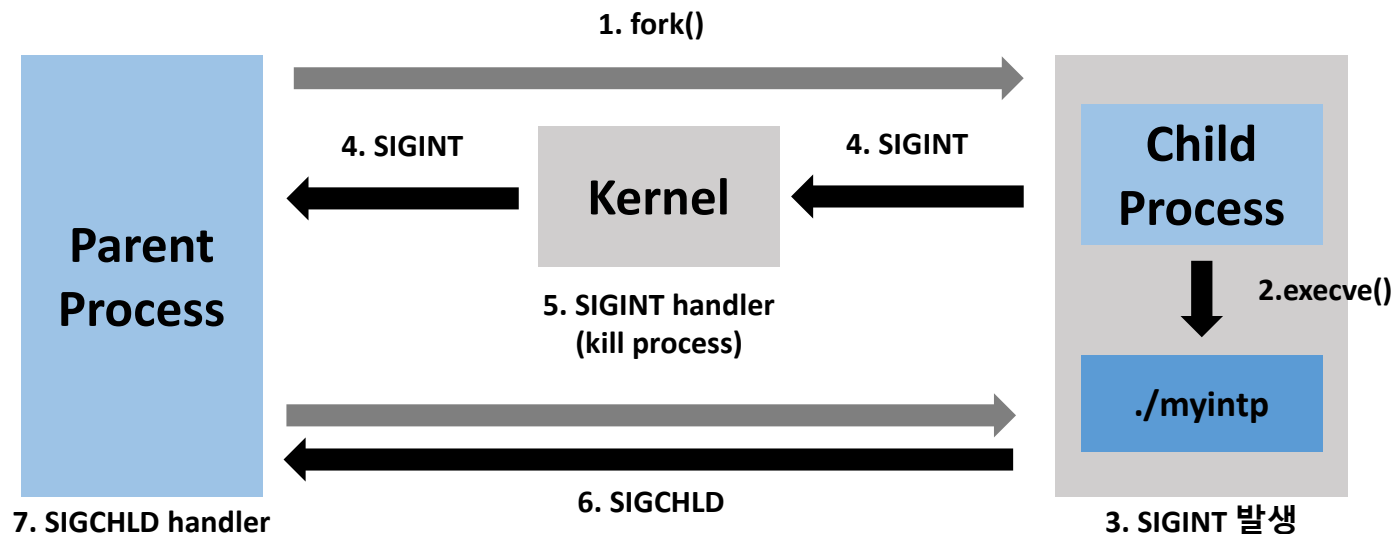 1. fork()
4. SIGINT
4. SIGINT
Kernel
Child
Process
Parent
Process
2.execve()
5. SIGINT handler
(kill process)
./myintp
6. SIGCHLD
7. SIGCHLD handler
3. SIGINT 발생